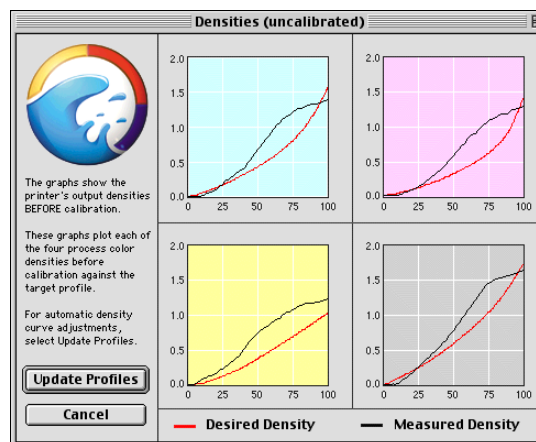 Densities (uncalibrated)
The graphs show the
printer's output densities
BEFORE calibration.
These graphs plot each of
the four process color
densities before
calibration against the
target profile.
For automatic density
curve adjustments,
select Update Profiles.
Update Profiles
Cancel
2.0
1.5
1.0
0.5
0.0
0 25 50 75 100
2.0
1.5
1.0
0.5
0.0
0 25 50 75 100
2.0
1.5
1.0
0.5
0.0
0 25 50 75 100
2.0
1.5
1.0
0.5
0.0
0 25 50 75 100
Desired Density Measured Density